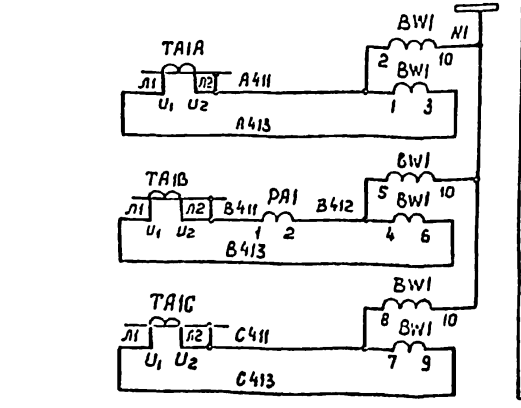 BW1 N1
TA1A
2 10
BW1
Л1 Л2 A411
U1 U2 1 3
A413
BW1
TA1B
5 10
PA1 BW1
Л1 Л2 B411 B412
U1 U2 1 2 4 6
B413
BW1
TA1C
8 10
BW1
Л1 Л2 C411
U1 U2 7 9
C413